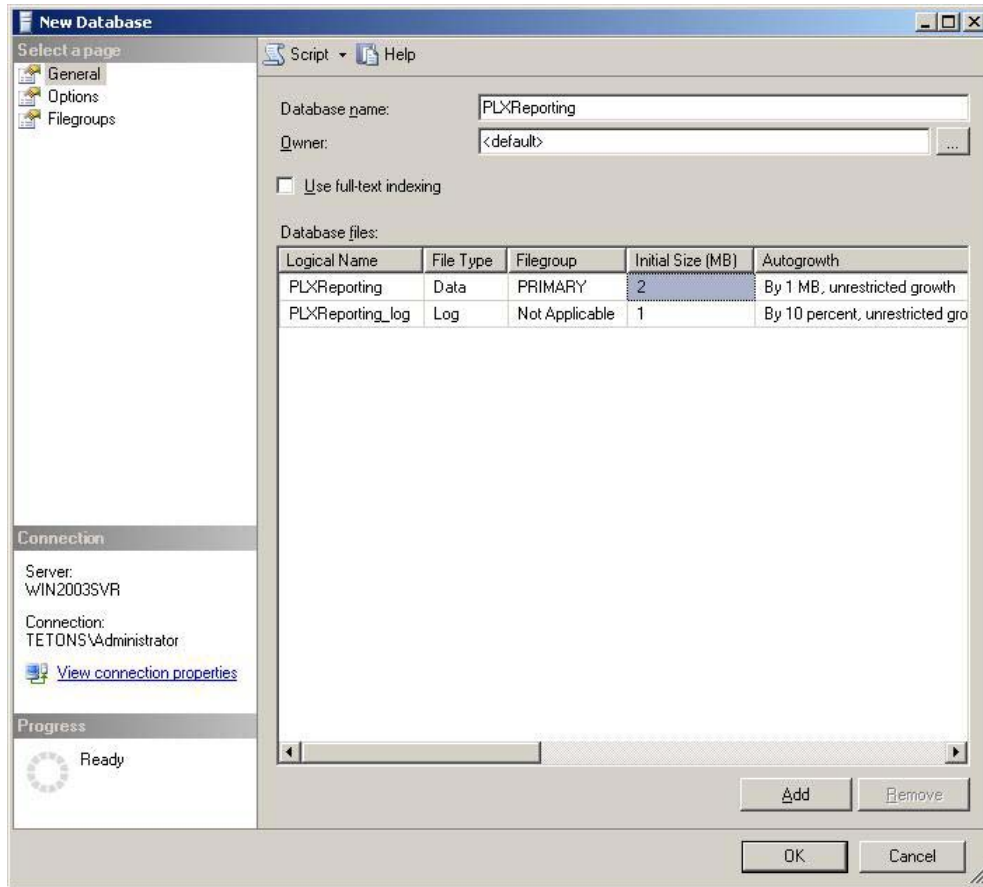 New Database
Select a page
General
Options
Filegroups
Script Help
Database name: PLXReporting
Owner: <default> ...
Use full-text indexing
Database files:
Logical Name File Type Filegroup Initial Size (MB) Autogrowth
PLXReporting Data PRIMARY 2 By 1 MB, unrestricted growth
PLXReporting_log Log Not Applicable 1 By 10 percent, unrestricted gro
Connection
Server:
WIN2003SVR
Connection:
TETONS\Administrator
View connection properties
Progress
Ready
Add Remove
OK Cancel